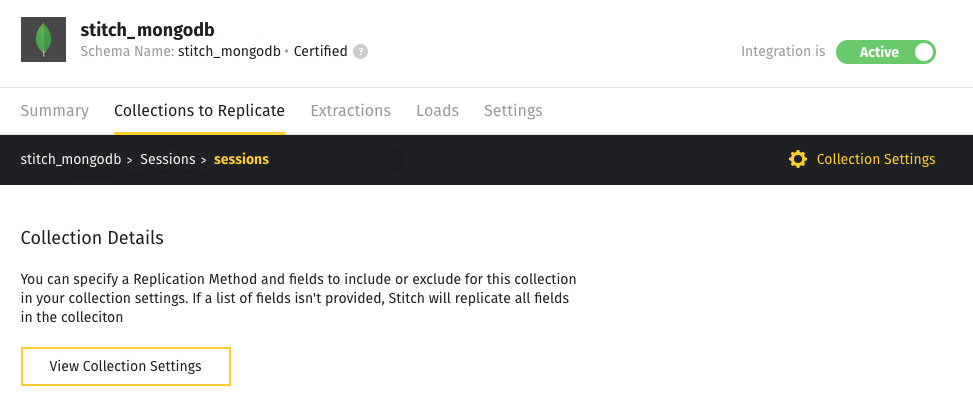 stitch_mongodb
Schema Name: stitch_mongodb • Certified ?
Integration is Active
Summary Collections to Replicate Extractions Loads Settings
stitch_mongodb > Sessions > sessions Collection Settings
Collection Details
You can specify a Replication Method and fields to include or exclude for this collection
in your collection settings. If a list of fields isn't provided, Stitch will replicate all fields
in the colleciton
View Collection Settings